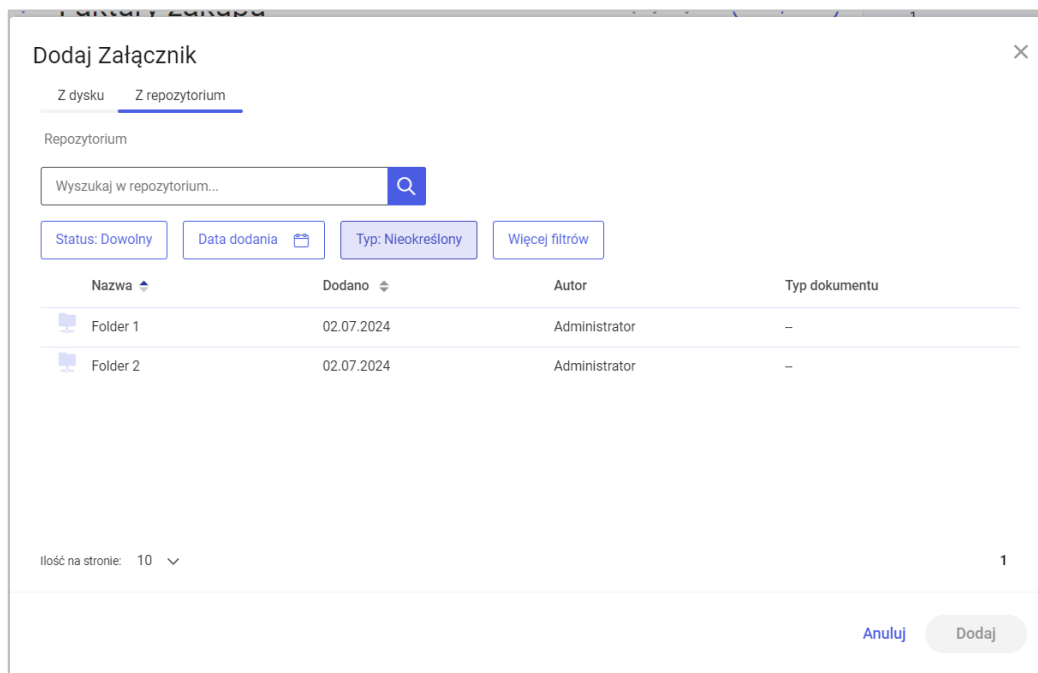 Dodaj Załącznik
Z dysku Z repozytorium
Repozytorium
Wyszukaj w repozytorium...
Status: Dowolny Data dodania Typ: Nieokreślony Więcej filtrów
Nazwa Dodano Autor Typ dokumentu
Folder 1 02.07.2024 Administrator --
Folder 2 02.07.2024 Administrator --
Ilość na stronie: 10 1
Anuluj Dodaj